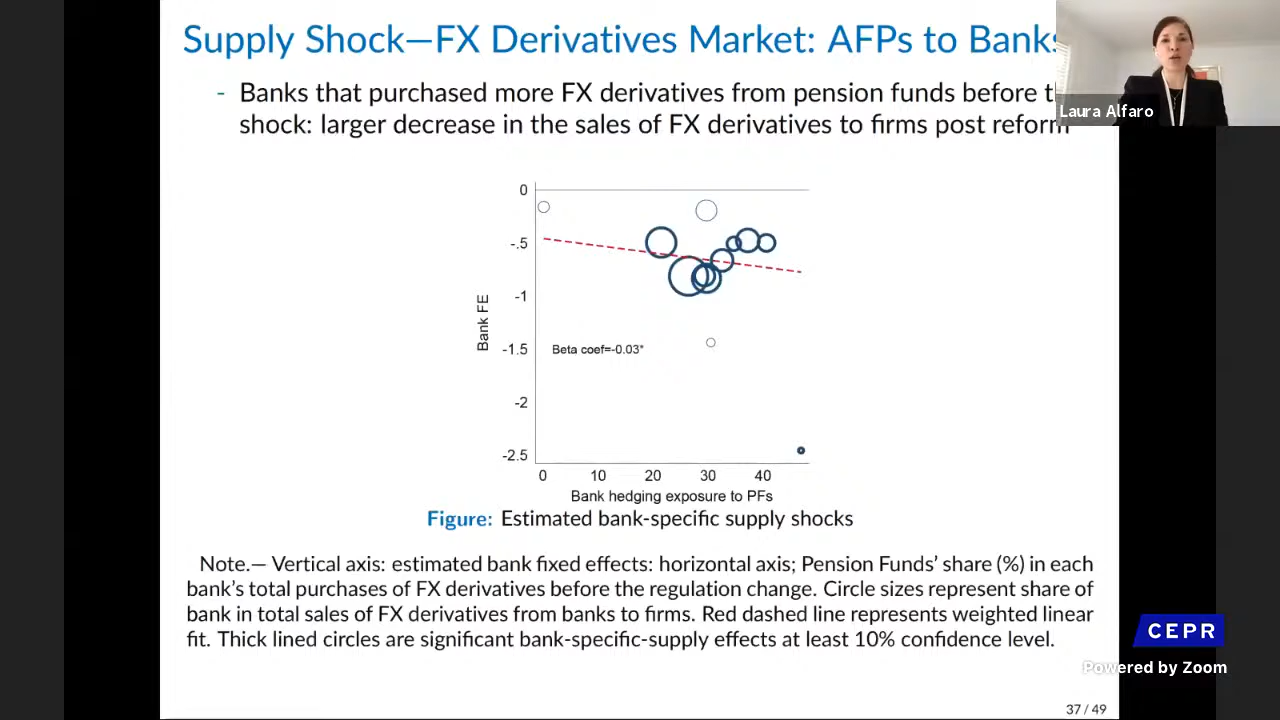 Supply Shock—FX Derivatives Market: AFPs to Banks
- Banks that purchased more FX derivatives from pension funds before
shock: larger decrease in the sales of FX derivatives to firms post reform
Laura Alfaro
0
-.5
-1
-1.5
-2
-2.5
Bank FE
Beta coef=-0.03*
0 10 20 30 40
Bank hedging exposure to PFs
Figure: Estimated bank-specific supply shocks
Note.— Vertical axis: estimated bank fixed effects: horizontal axis; Pension Funds’ share (%) in each
bank’s total purchases of FX derivatives before the regulation change. Circle sizes represent share of
bank in total sales of FX derivatives from banks to firms. Red dashed line represents weighted linear
fit. Thick lined circles are significant bank-specific-supply effects at least 10% confidence level.
CEPR
Powered by Zoom
37 / 49